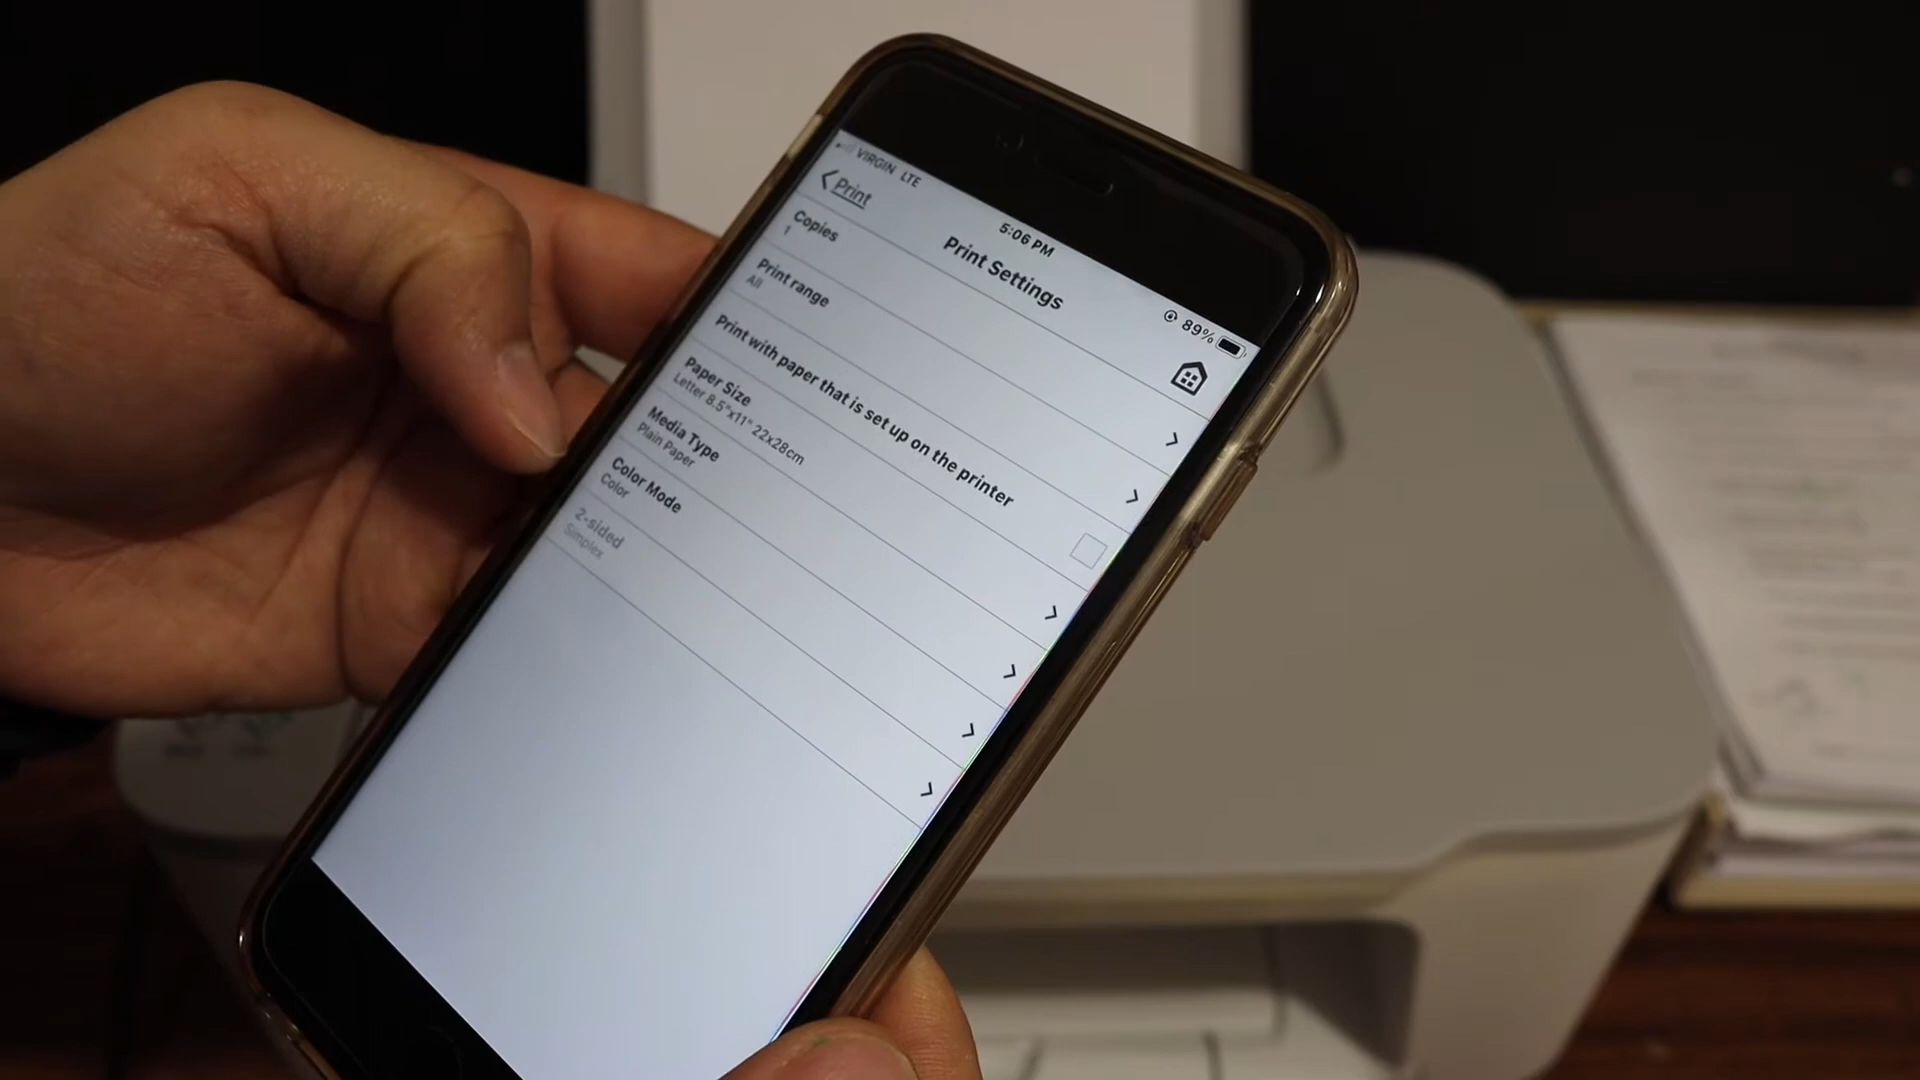 VIRGIN LTE
5:06 PM
89%
Print
Print Settings
Copies
1
Print range
All
Print with paper that is set up on the printer
Paper Size
Letter 8.5"x11" 22x28cm
Media Type
Plain Paper
Color Mode
Color
2-sided
Simplex